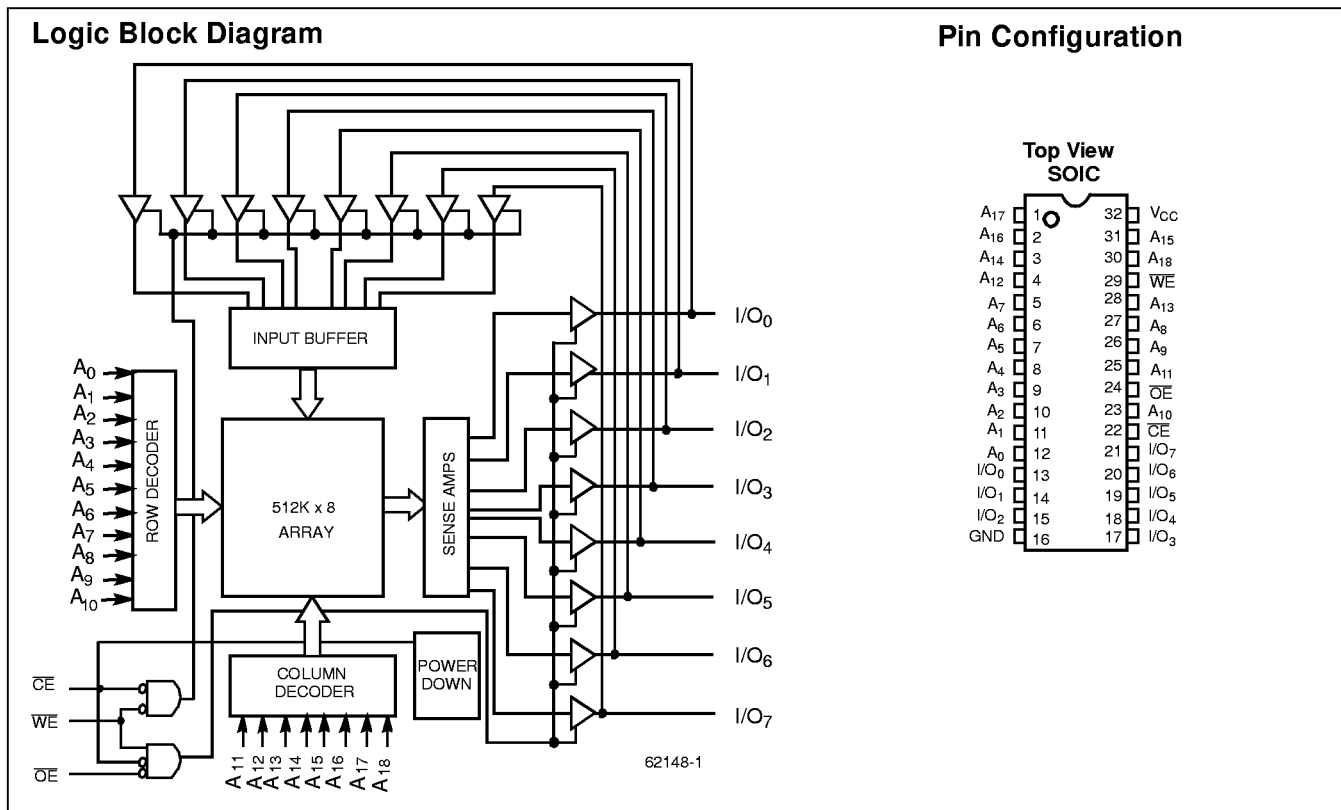 Logic Block Diagram
Pin Configuration
INPUT BUFFER
A0
A1
A2
A3
A4
A5
A6
A7
A8
A9
A10
ROW DECODER
512K x 8
ARRAY
SENSE AMPS
COLUMN
DECODER
POWER
DOWN
CE
WE
OE
A11
A12
A13
A14
A15
A16
A17
A18
I/O0
I/O1
I/O2
I/O3
I/O4
I/O5
I/O6
I/O7
62148-1
Top View
SOIC
A17 1 32 VCC
A16 2 31 A15
A14 3 30 A18
A12 4 29 WE
A7 5 28 A13
A6 6 27 A8
A5 7 26 A9
A4 8 25 A11
A3 9 24 OE
A2 10 23 A10
A1 11 22 CE
A0 12 21 I/O7
I/O0 13 20 I/O6
I/O1 14 19 I/O5
I/O2 15 18 I/O4
GND 16 17 I/O3